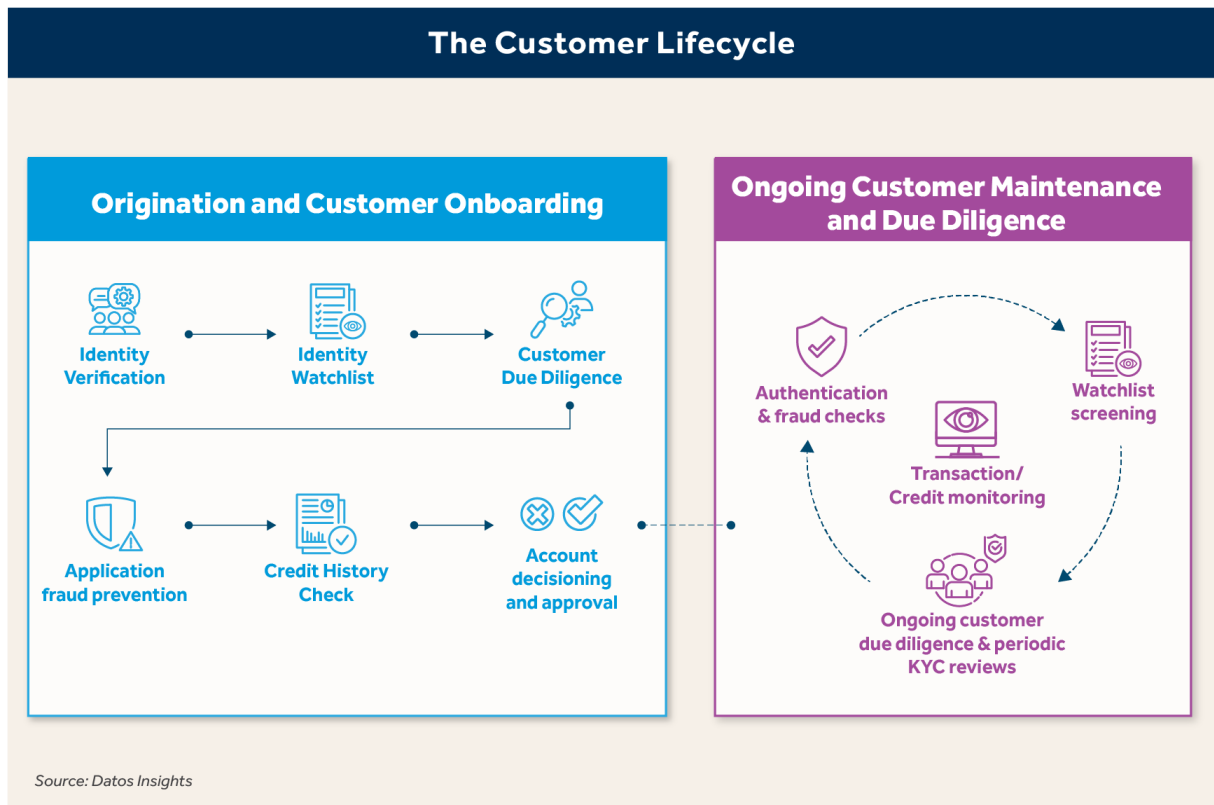 The Customer Lifecycle
Origination and Customer Onboarding
Identity
Verification
Identity
Watchlist
Customer
Due Diligence
Application
fraud prevention
Credit History
Check
Account
decisioning
and approval
Ongoing Customer Maintenance
and Due Diligence
Authentication
& fraud checks
Watchlist
screening
Transaction/
Credit monitoring
Ongoing customer
due diligence & periodic
KYC reviews
Source: Datos Insights